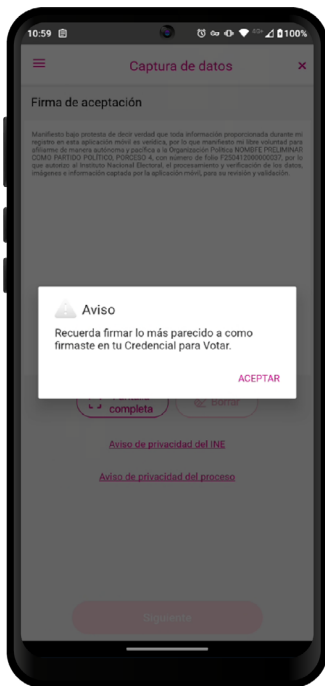 10:59
100%
Captura de datos
×
Firma de aceptación
Manifiesto bajo protesta de decir verdad que toda información proporcionada durante mi
registro en esta aplicación móvil es verídica, por lo que manifiesto mi libre voluntad para
afiliarme de manera autónoma y pacífica a la Organización Política NOMBRE PRELIMINAR
COMO PARTIDO POLÍTICO, PORCESO 4, con número de folio por lo
que autorizo al Instituto Nacional Electoral, el procesamiento y verificación de los datos,
imágenes e información captada por la aplicación móvil, para su revisión y validación.
Aviso
Recuerda firmar lo más parecido a como
firmaste en tu Credencial para Votar.
ACEPTAR
completa
Borrar
Aviso de privacidad del INE
Aviso de privacidad del proceso
Siguiente